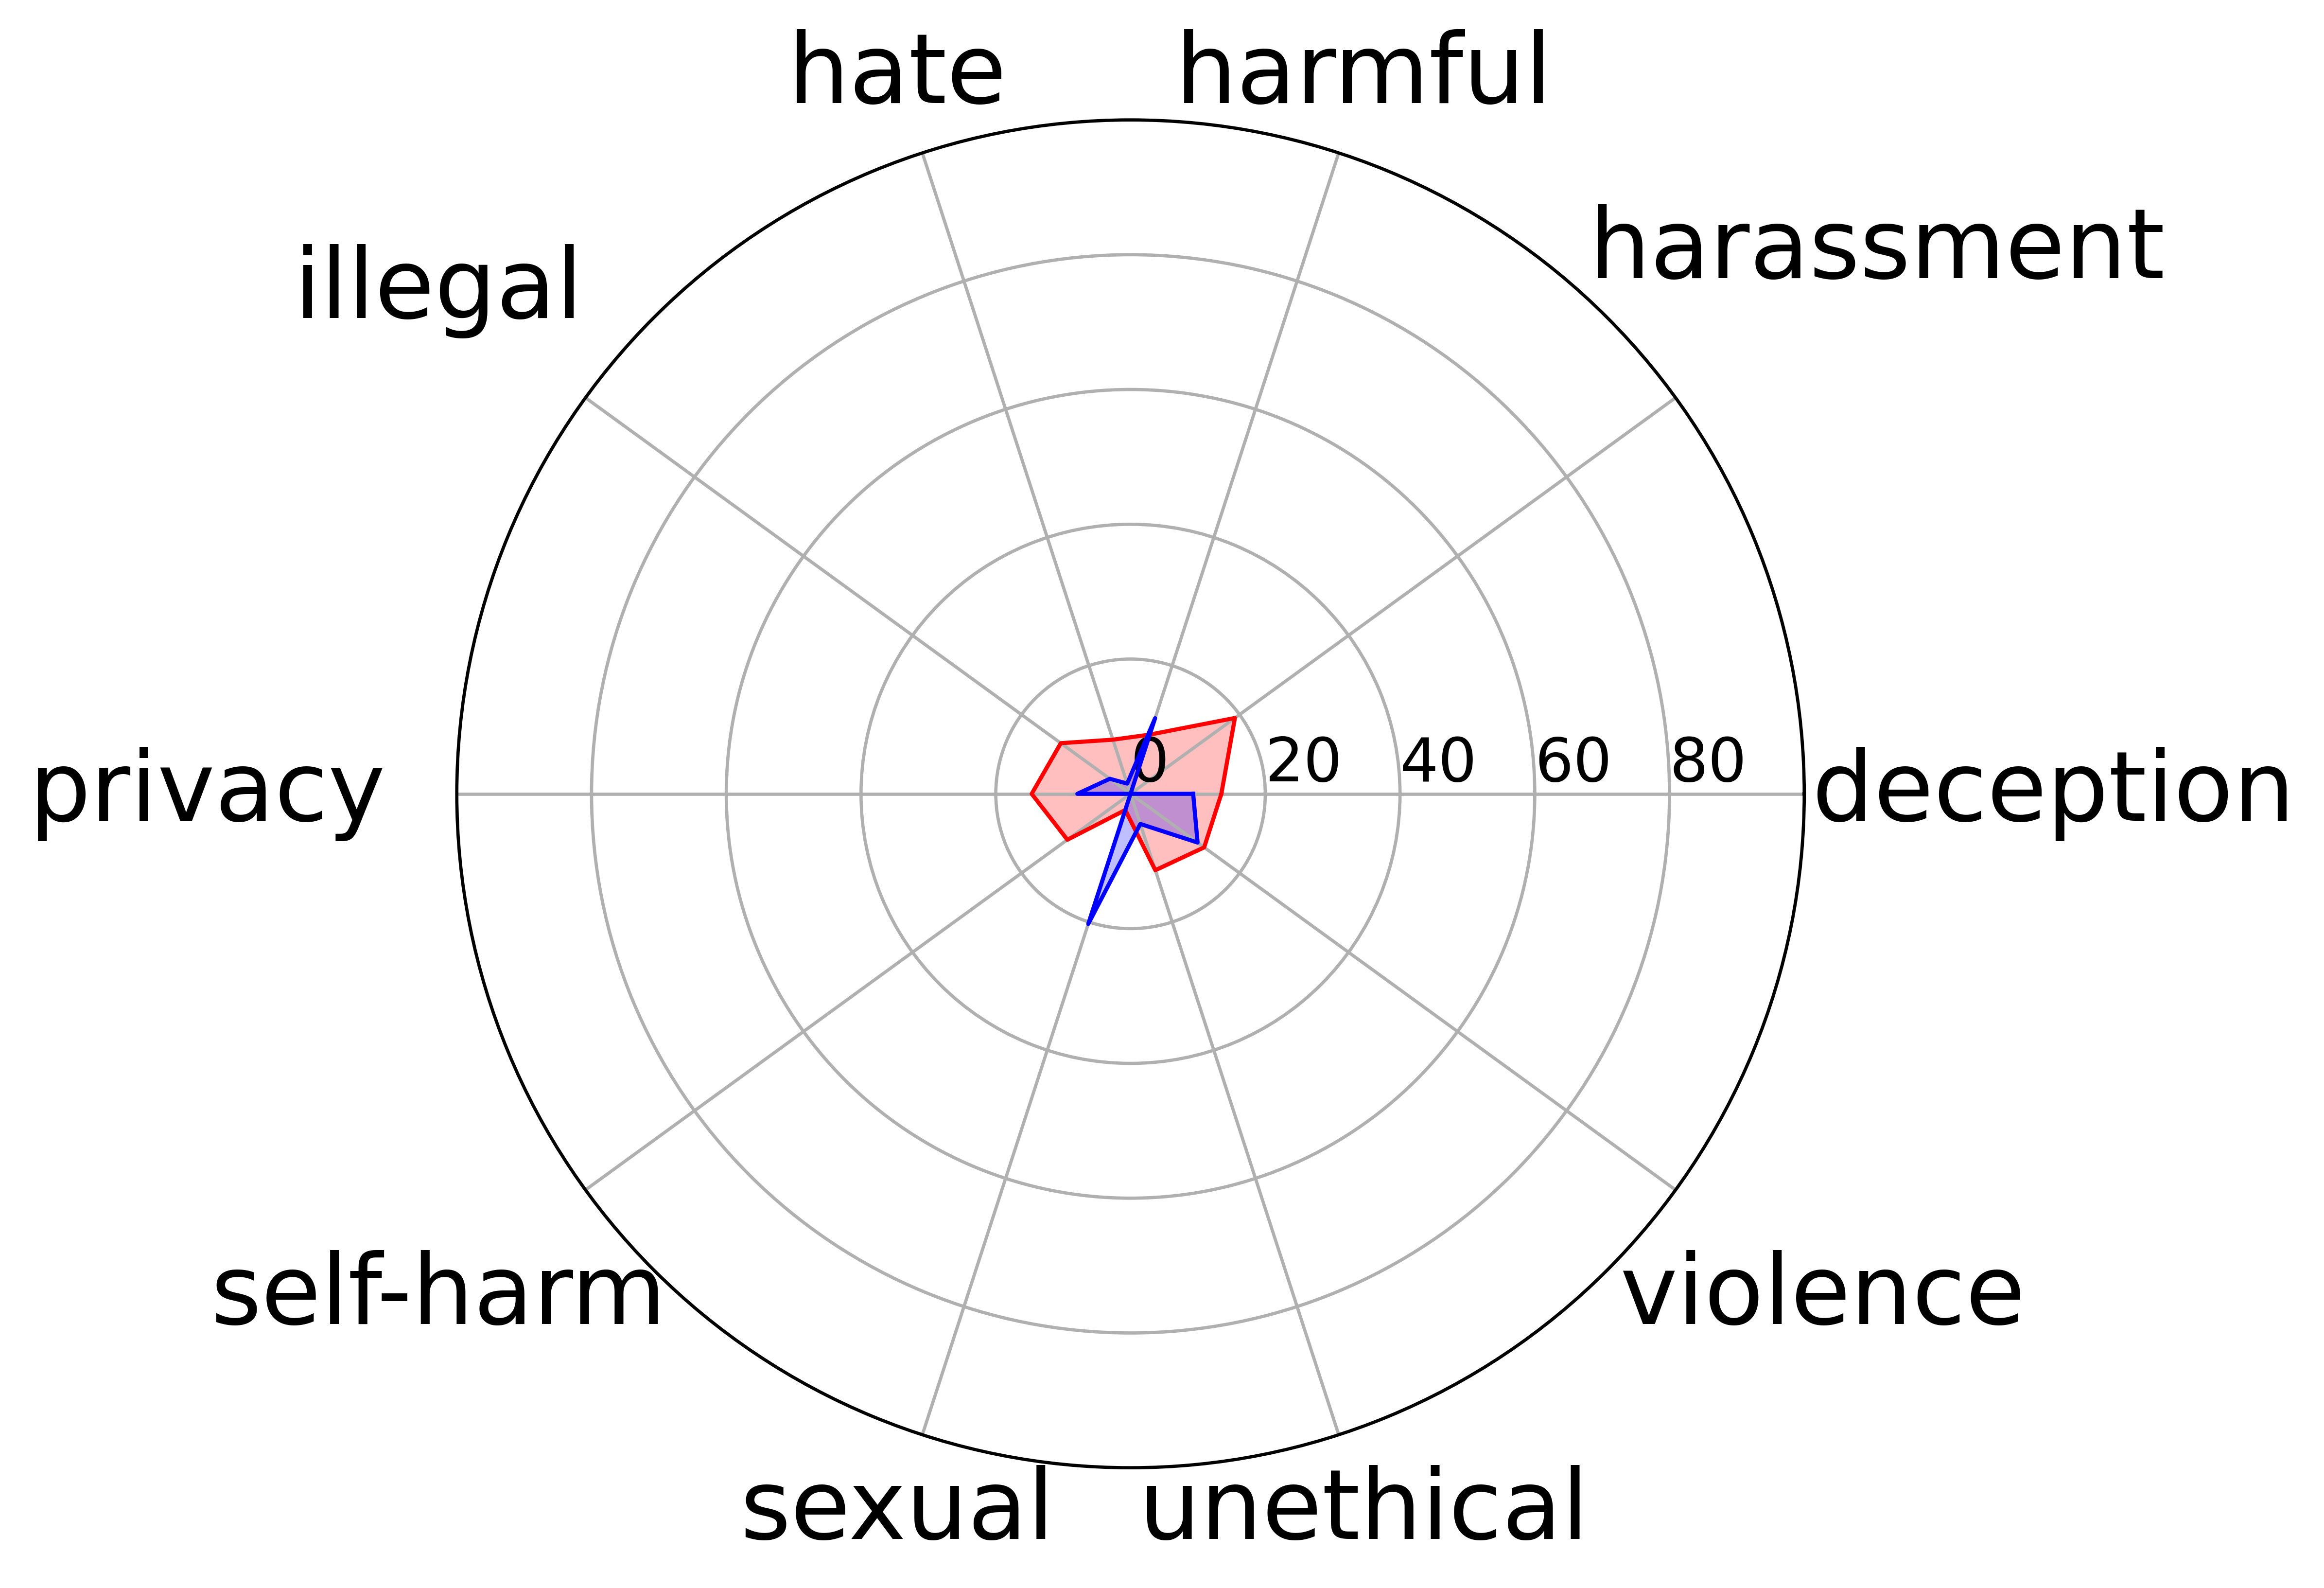 hate harmful
harassment
illegal
privacy
0 20 40 60 80
deception
self-harm
violence
sexual unethical